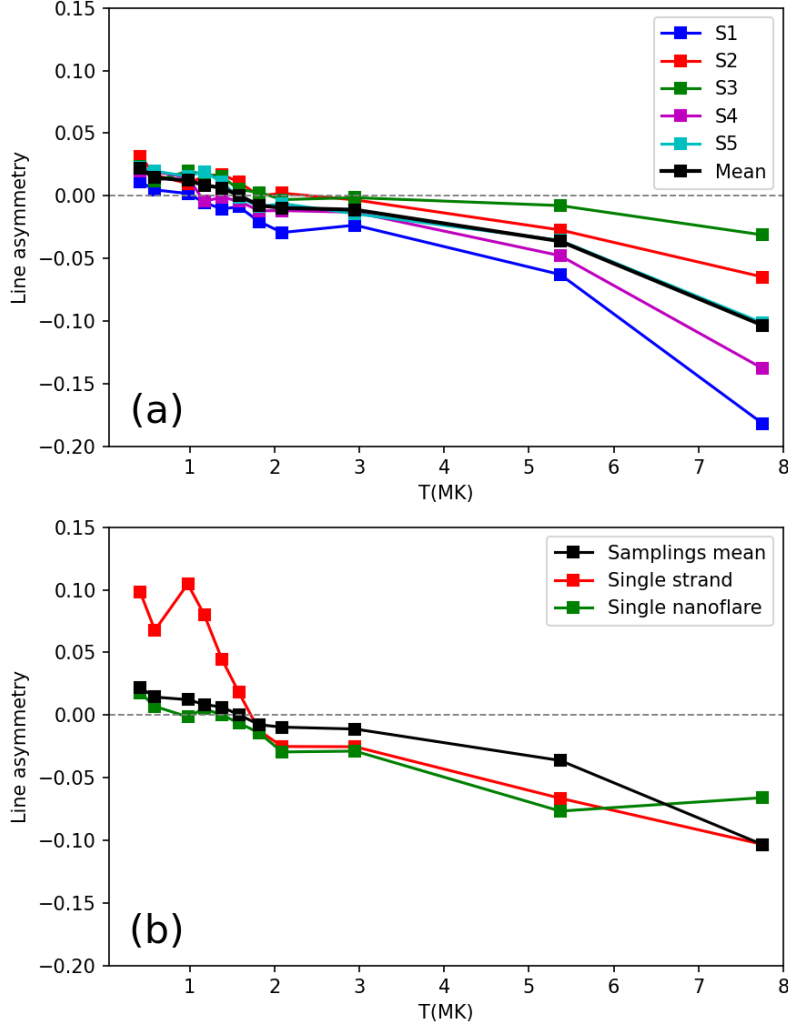 0.15
0.10
0.05
0.00
−0.05
−0.10
−0.15
−0.20
Line asymmetry
S1
S2
S3
S4
S5
Mean
(a)
1 2 3 4 5 6 7 8
T(MK)
0.15
0.10
0.05
0.00
−0.05
−0.10
−0.15
−0.20
Line asymmetry
Samplings mean
Single strand
Single nanoflare
(b)
1 2 3 4 5 6 7 8
T(MK)